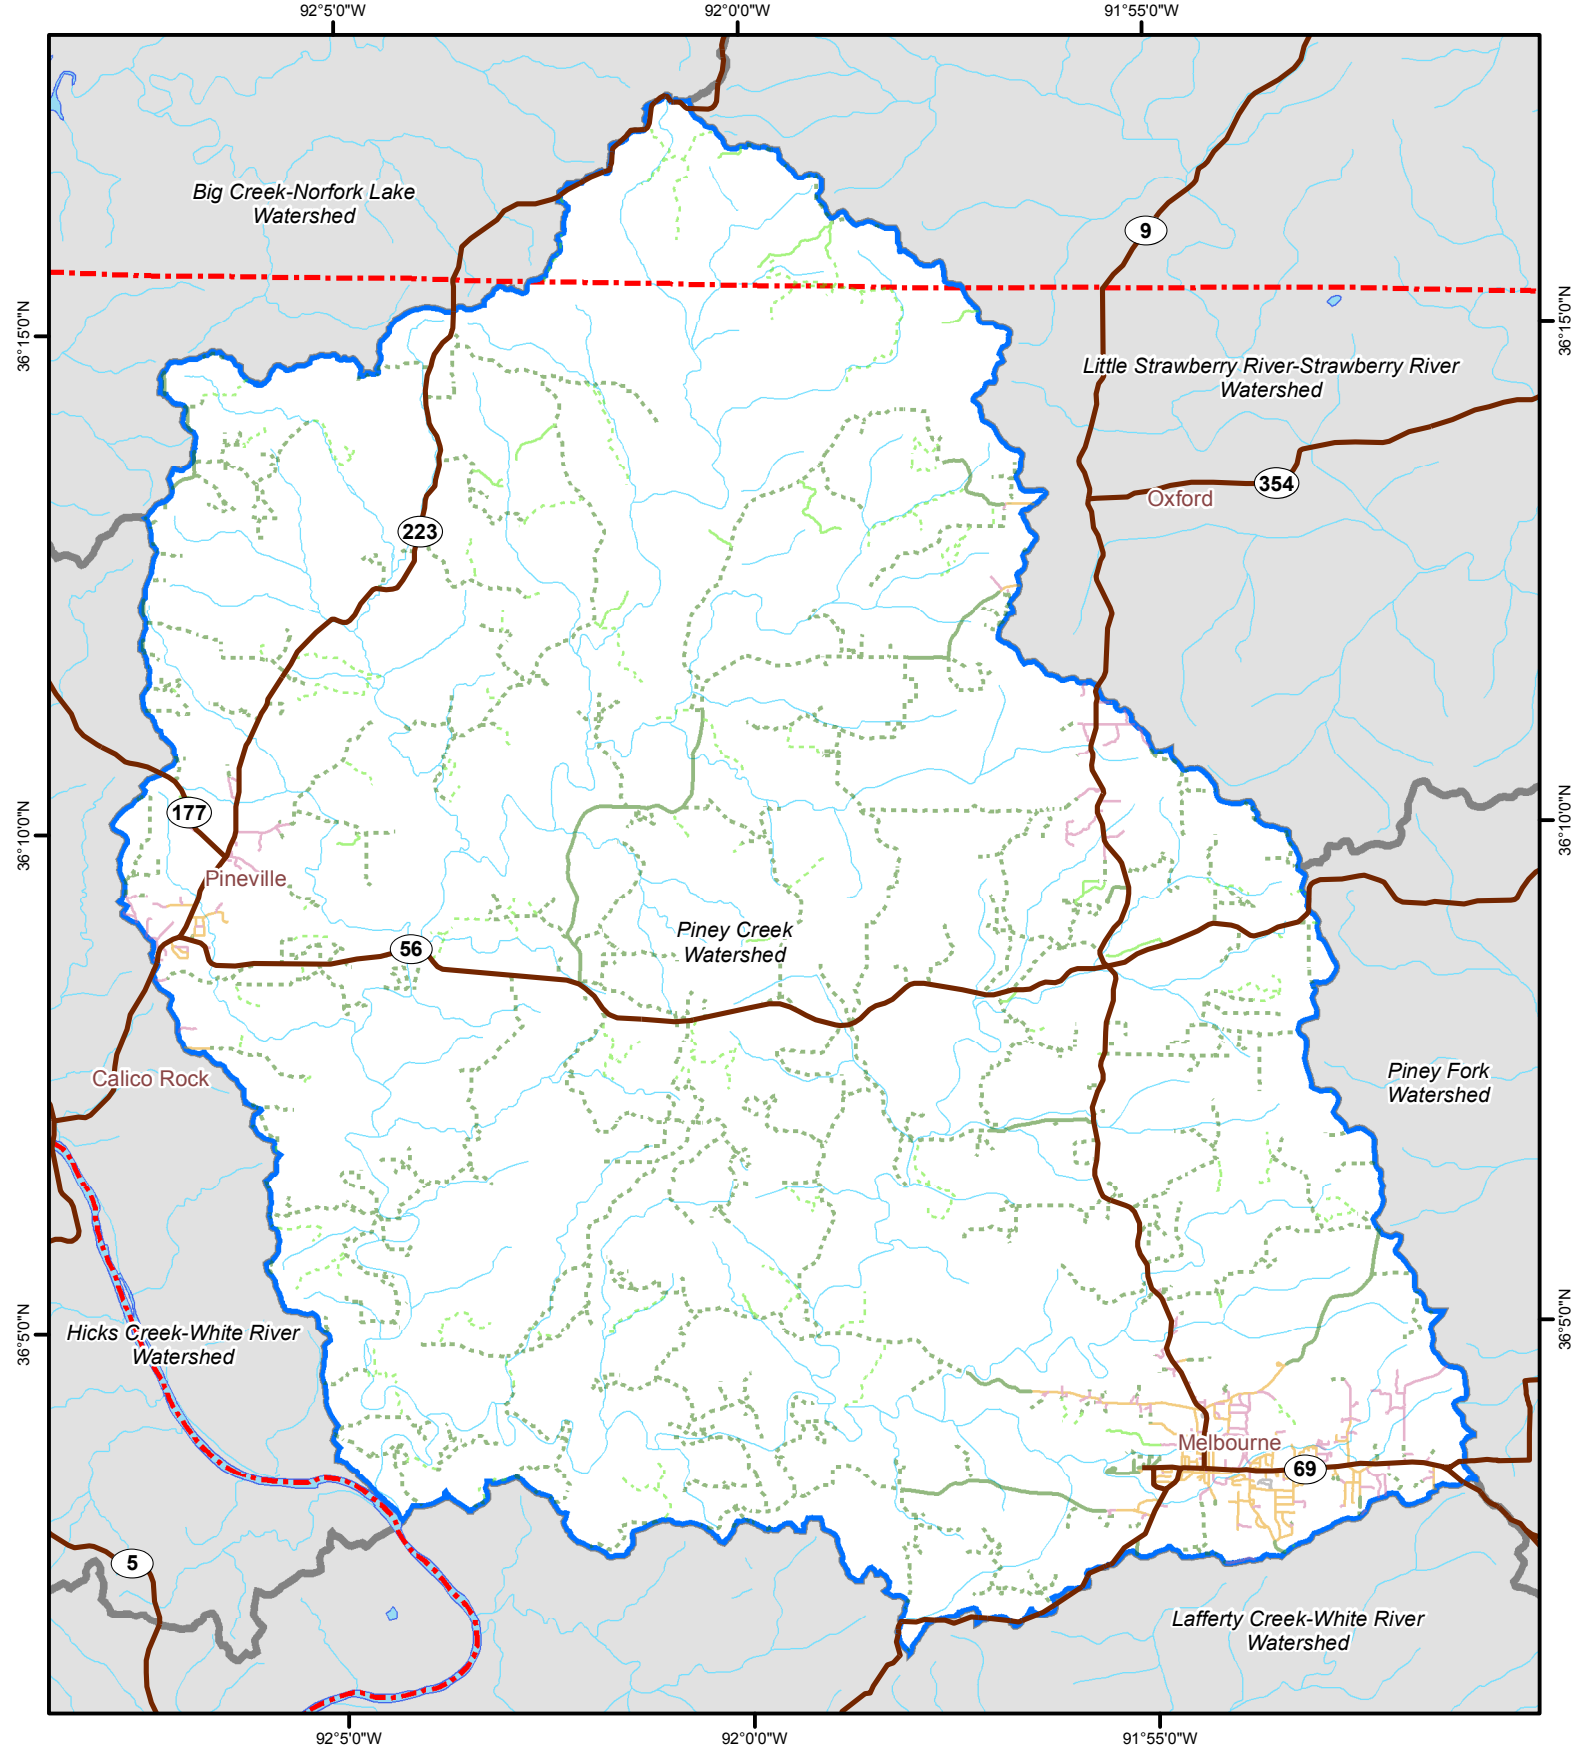 92°5'0"W
92°0'0"W
91°55'0"W
Big Creek-Norfork Lake
Watershed
9
36°15'0"N
36°15'0"N
Little Strawberry River-Strawberry River
Watershed
354
Oxford
223
177
36°10'0"N
36°10'0"N
Pineville
56
Piney Creek
Watershed
Calico Rock
Piney Fork
Watershed
36°5'0"N
36°5'0"N
Hicks Creek-White River
Watershed
Melbourne
69
5
Lafferty Creek-White River
Watershed
92°5'0"W
92°0'0"W
91°55'0"W